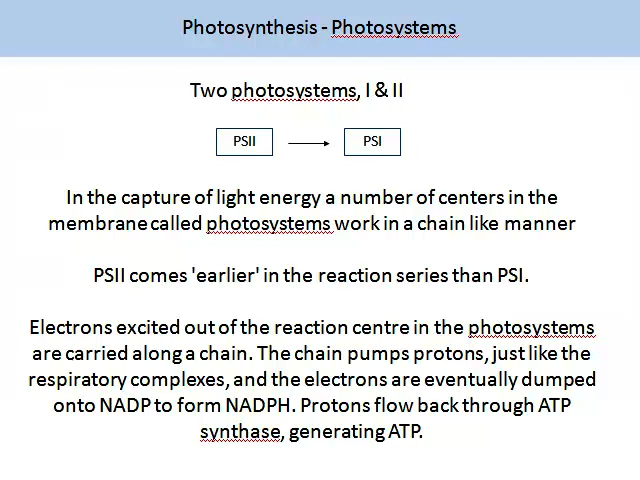 Photosynthesis - Photosystems
Two photosystems, I & II
PSII
PSI
In the capture of light energy a number of centers in the
membrane called photosystems work in a chain like manner
PSII comes 'earlier' in the reaction series than PSI.
Electrons excited out of the reaction centre in the photosystems
are carried along a chain. The chain pumps protons, just like the
respiratory complexes, and the electrons are eventually dumped
onto NADP to form NADPH. Protons flow back through ATP
synthase, generating ATP.